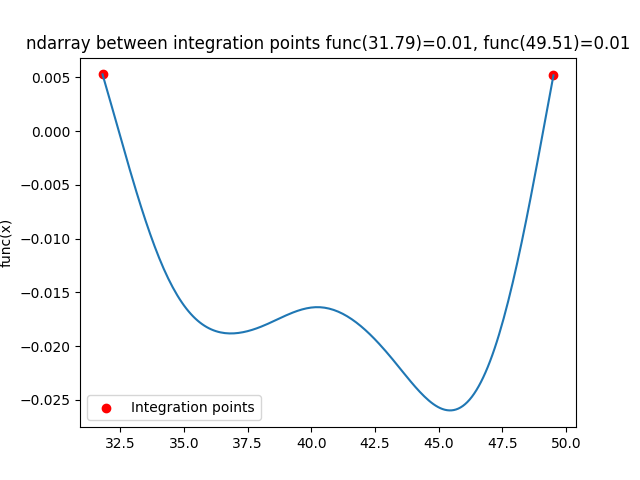 ndarray between integration points func(31.79)=0.01, func(49.51)=0.01
0.005
0.000
−0.005
−0.010
−0.015
−0.020
−0.025
func(x)
Integration points
32.5 35.0 37.5 40.0 42.5 45.0 47.5 50.0